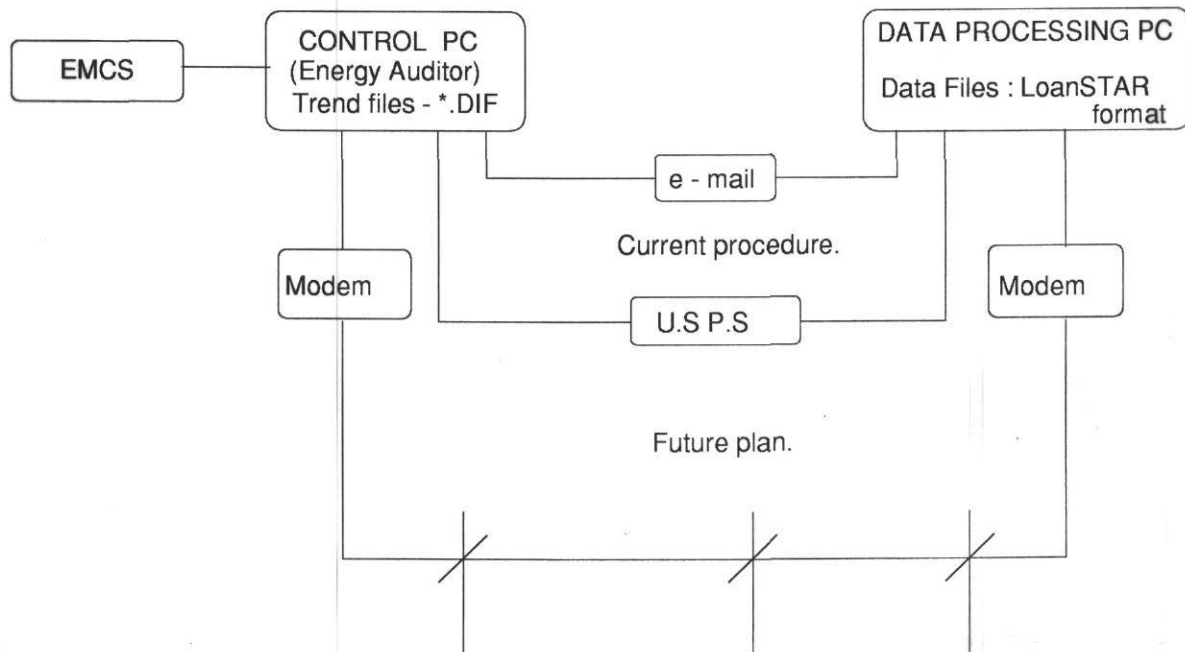 EMCS
CONTROL PC
(Energy Auditor)
Trend files - *.DIF
DATA PROCESSING PC
Data Files : LoanSTAR
format
e - mail
Current procedure.
Modem
U.S P.S
Modem
Future plan.